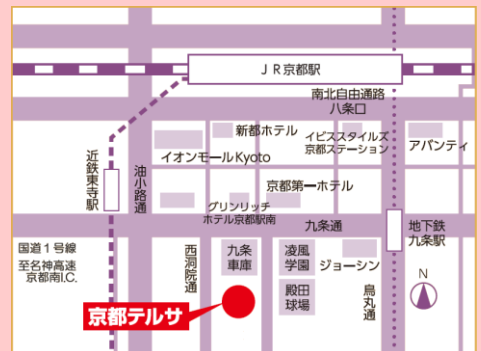 JR京都駅
南北自由通路
八条口
新都ホテル
イオンモールKyoto
イビススタイルズ
京都ステーション
アバンティ
近鉄東寺駅
油小路通
京都第一ホテル
グリンリッチ
ホテル京都駅南
九条通
地下鉄
九条駅
国道1号線
至名神高速
京都南I.C.
西洞院通
九条
車庫
凌風
学園
ジョーシン
殿田
球場
烏丸通
N
京都テルサ